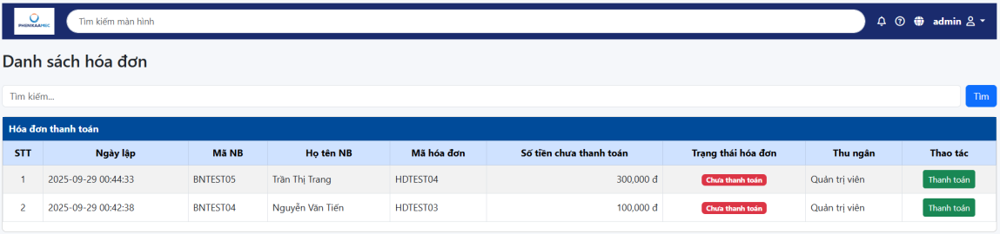 PHENIKAAMEC Tìm kiếm màn hình admin
Danh sách hóa đơn
Tìm kiếm... Tìm
Hóa đơn thanh toán
STT Ngày lập Mã NB Họ tên NB Mã hóa đơn Số tiền chưa thanh toán Trạng thái hóa đơn Thu ngân Thao tác
1 2025-09-29 00:44:33 BNTEST05 Trần Thị Trang HDTEST04 300,000 đ Chưa thanh toán Quản trị viên Thanh toán
2 2025-09-29 00:42:38 BNTEST04 Nguyễn Văn Tiến HDTEST03 100,000 đ Chưa thanh toán Quản trị viên Thanh toán